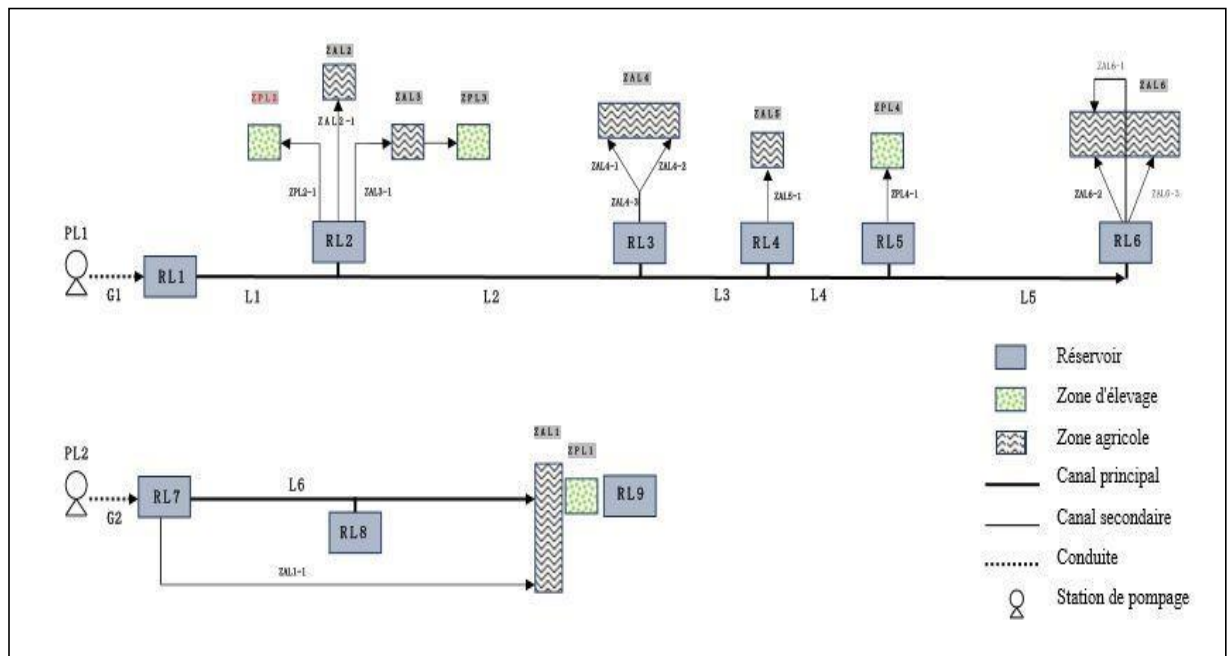 ZAL2
ZAL6-1
ZPL2
ZAL3
ZPL3
ZAL4
ZAL5
ZPL4
ZAL6
ZAL2-1
ZPL2-1
ZAL3-1
ZAL4-1
ZAL4-2
ZAL4-3
ZAL5-1
ZPL4-1
ZAL6-2
ZAL6-3
PL1
G1
RL1
RL2
RL3
RL4
RL5
RL6
L1
L2
L3
L4
L5
Réservoir
Zone d'élevage
Zone agricole
Canal principal
Canal secondaire
Conduite
Station de pompage
PL2
G2
RL7
L6
RL8
ZAL1
ZPL1
RL9
ZAL1-1